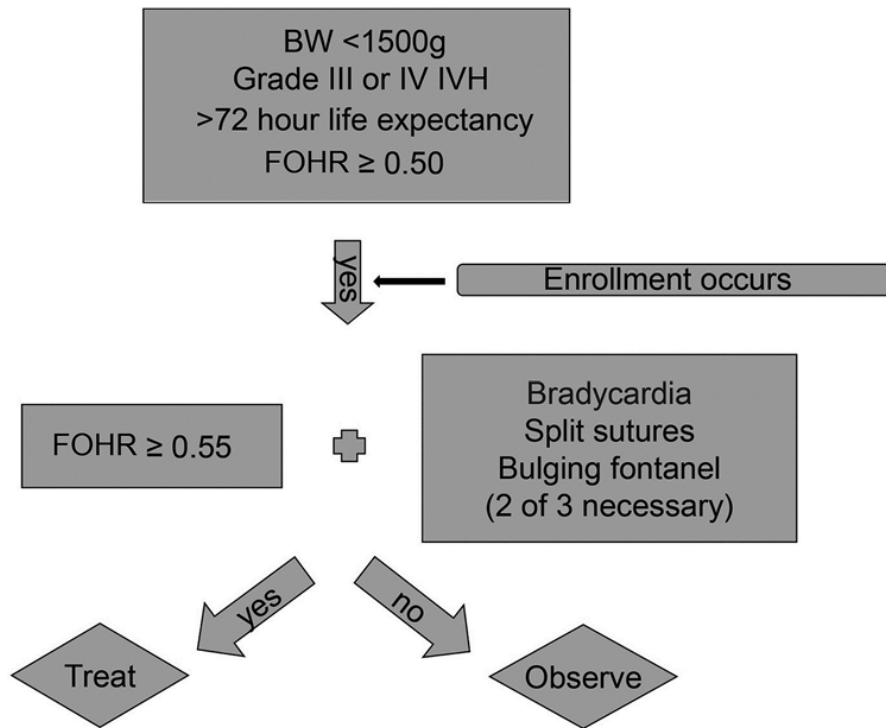 BW <1500g
Grade III or IV IVH
>72 hour life expectancy
FOHR ≥ 0.50
yes
Enrollment occurs
FOHR ≥ 0.55
Bradycardia
Split sutures
Bulging fontanel
(2 of 3 necessary)
yes
no
Treat
Observe